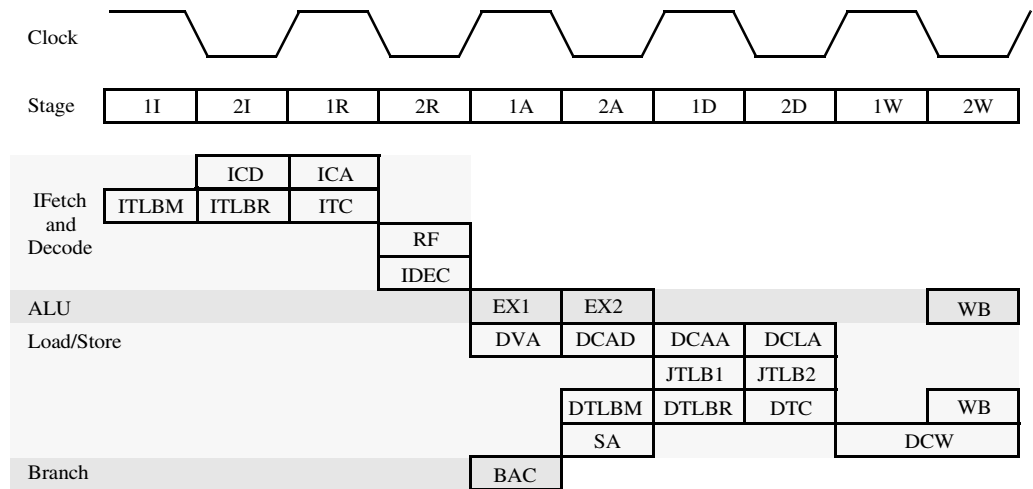 Clock
Stage 1I 2I 1R 2R 1A 2A 1D 2D 1W 2W
ICD ICA
IFetch and Decode
ITLBM ITLBR ITC
RF
IDEC
ALU EX1 EX2 WB
Load/Store DVA DCAD DCAA DCLA
JTLB1 JTLB2
DTLBM DTLBR DTC WB
SA DCW
Branch BAC